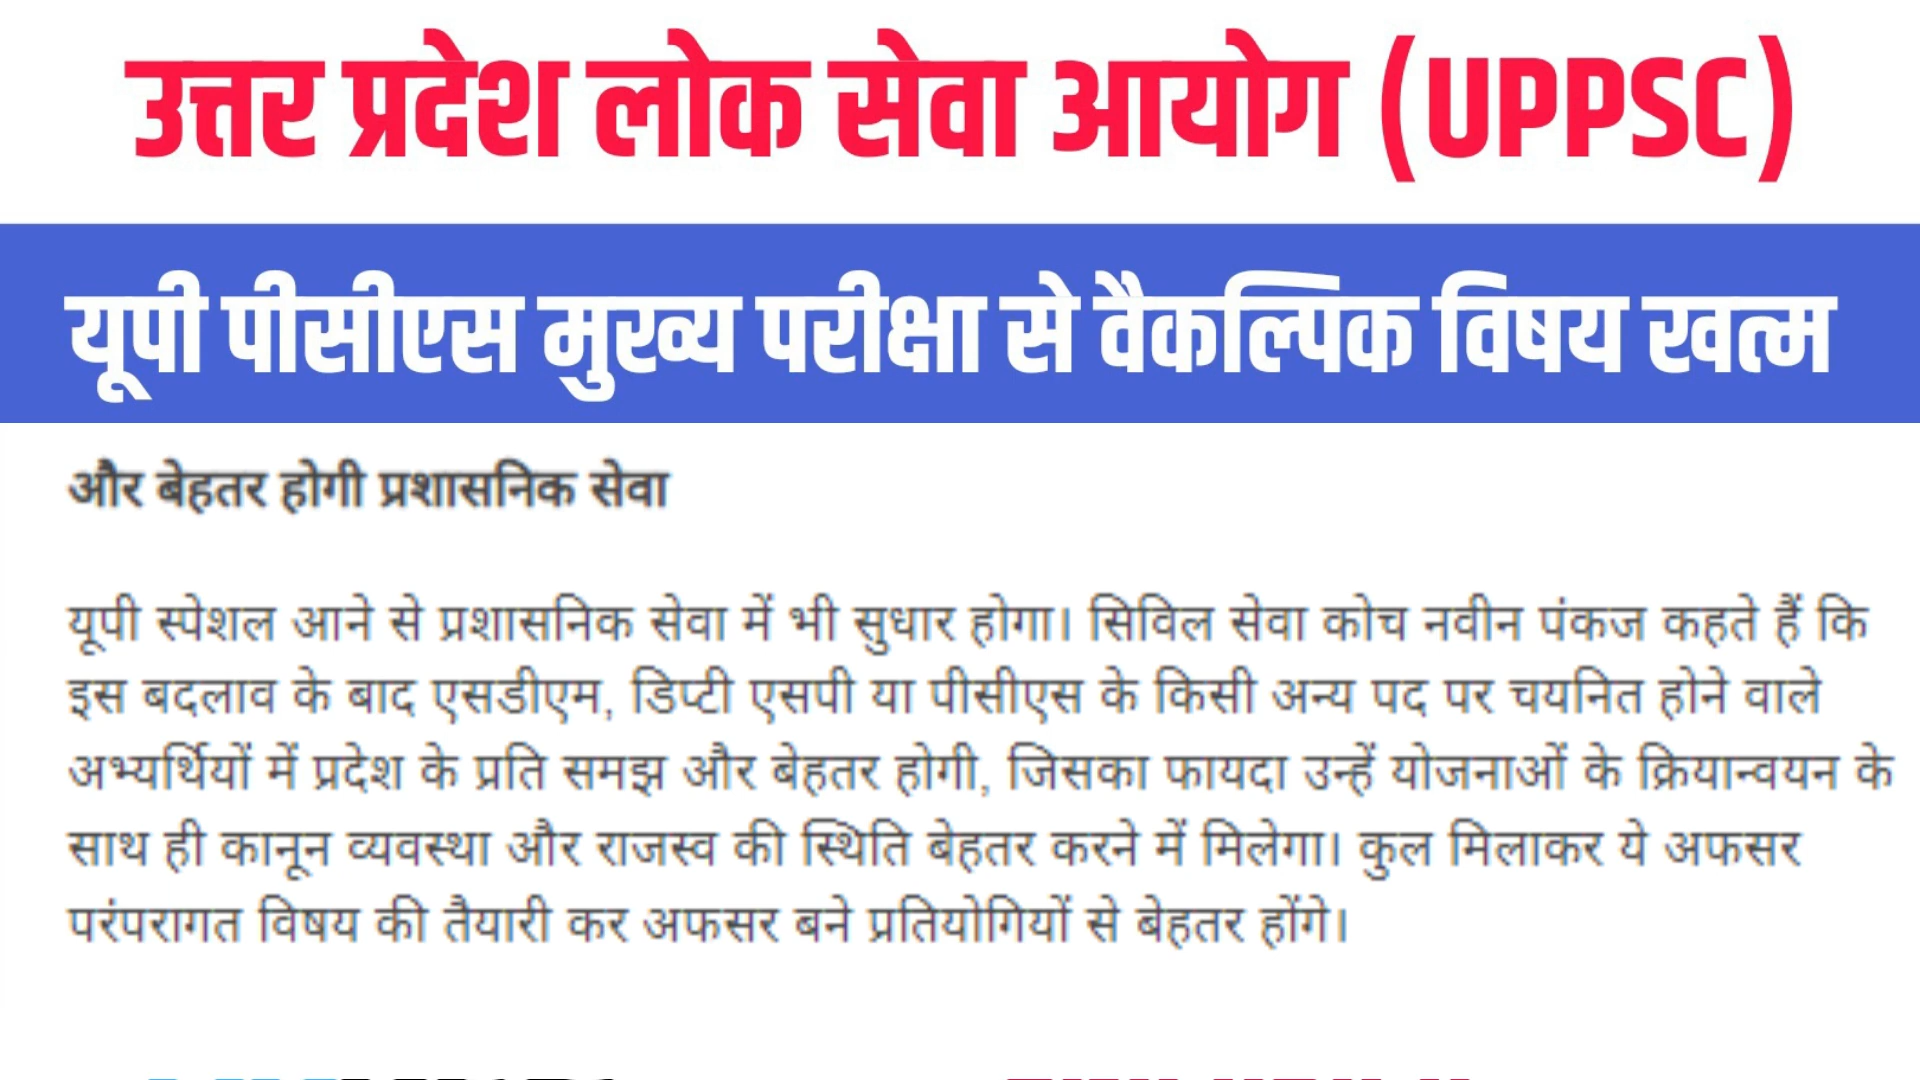 उत्तर प्रदेश लोक सेवा आयोग (UPPSC)
यूपी पीसीएस मुख्य परीक्षा से वैकल्पिक विषय खत्म
और बेहतर होगी प्रशासनिक सेवा
यूपी स्पेशल आने से प्रशासनिक सेवा में भी सुधार होगा। सिविल सेवा कोच नवीन पंकज कहते हैं कि
इस बदलाव के बाद एसडीएम, डिप्टी एसपी या पीसीएस के किसी अन्य पद पर चयनित होने वाले
अभ्यर्थियों में प्रदेश के प्रति समझ और बेहतर होगी, जिसका फायदा उन्हें योजनाओं के क्रियान्वयन के
साथ ही कानून व्यवस्था और राजस्व की स्थिति बेहतर करने में मिलेगा। कुल मिलाकर ये अफसर
परंपरागत विषय की तैयारी कर अफसर बने प्रतियोगियों से बेहतर होंगे।